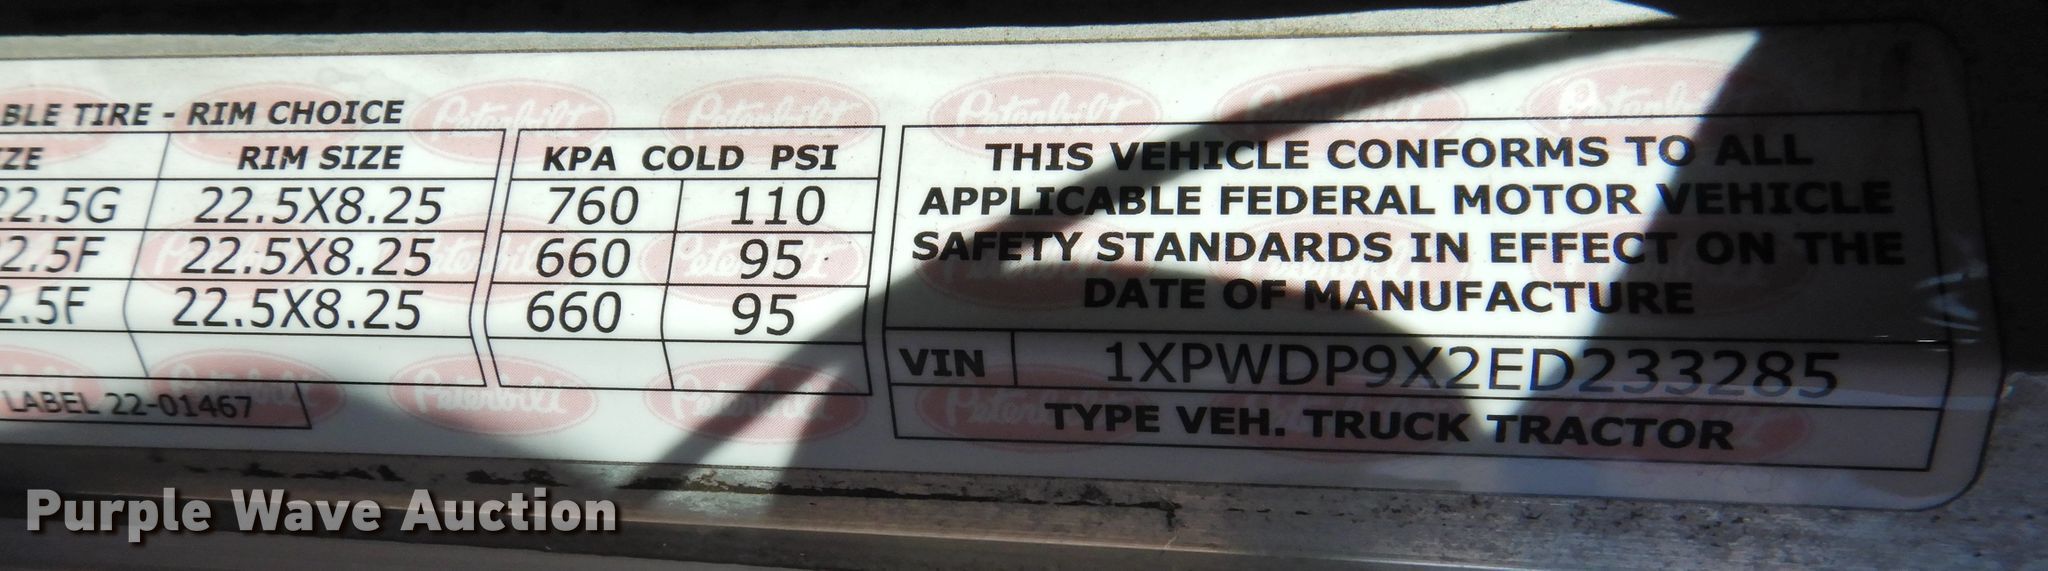 BLE TIRE - RIM CHOICE
ZE RIM SIZE KPA COLD PSI
22.5G 22.5X8.25 760 110
2.5F 22.5X8.25 660 95
2.5F 22.5X8.25 660 95
LABEL 22-01467
THIS VEHICLE CONFORMS TO ALL
APPLICABLE FEDERAL MOTOR VEHICLE
SAFETY STANDARDS IN EFFECT ON THE
DATE OF MANUFACTURE
VIN 1XPWDP9X2ED233285
TYPE VEH. TRUCK TRACTOR
Peterbilt
Purple Wave Auction